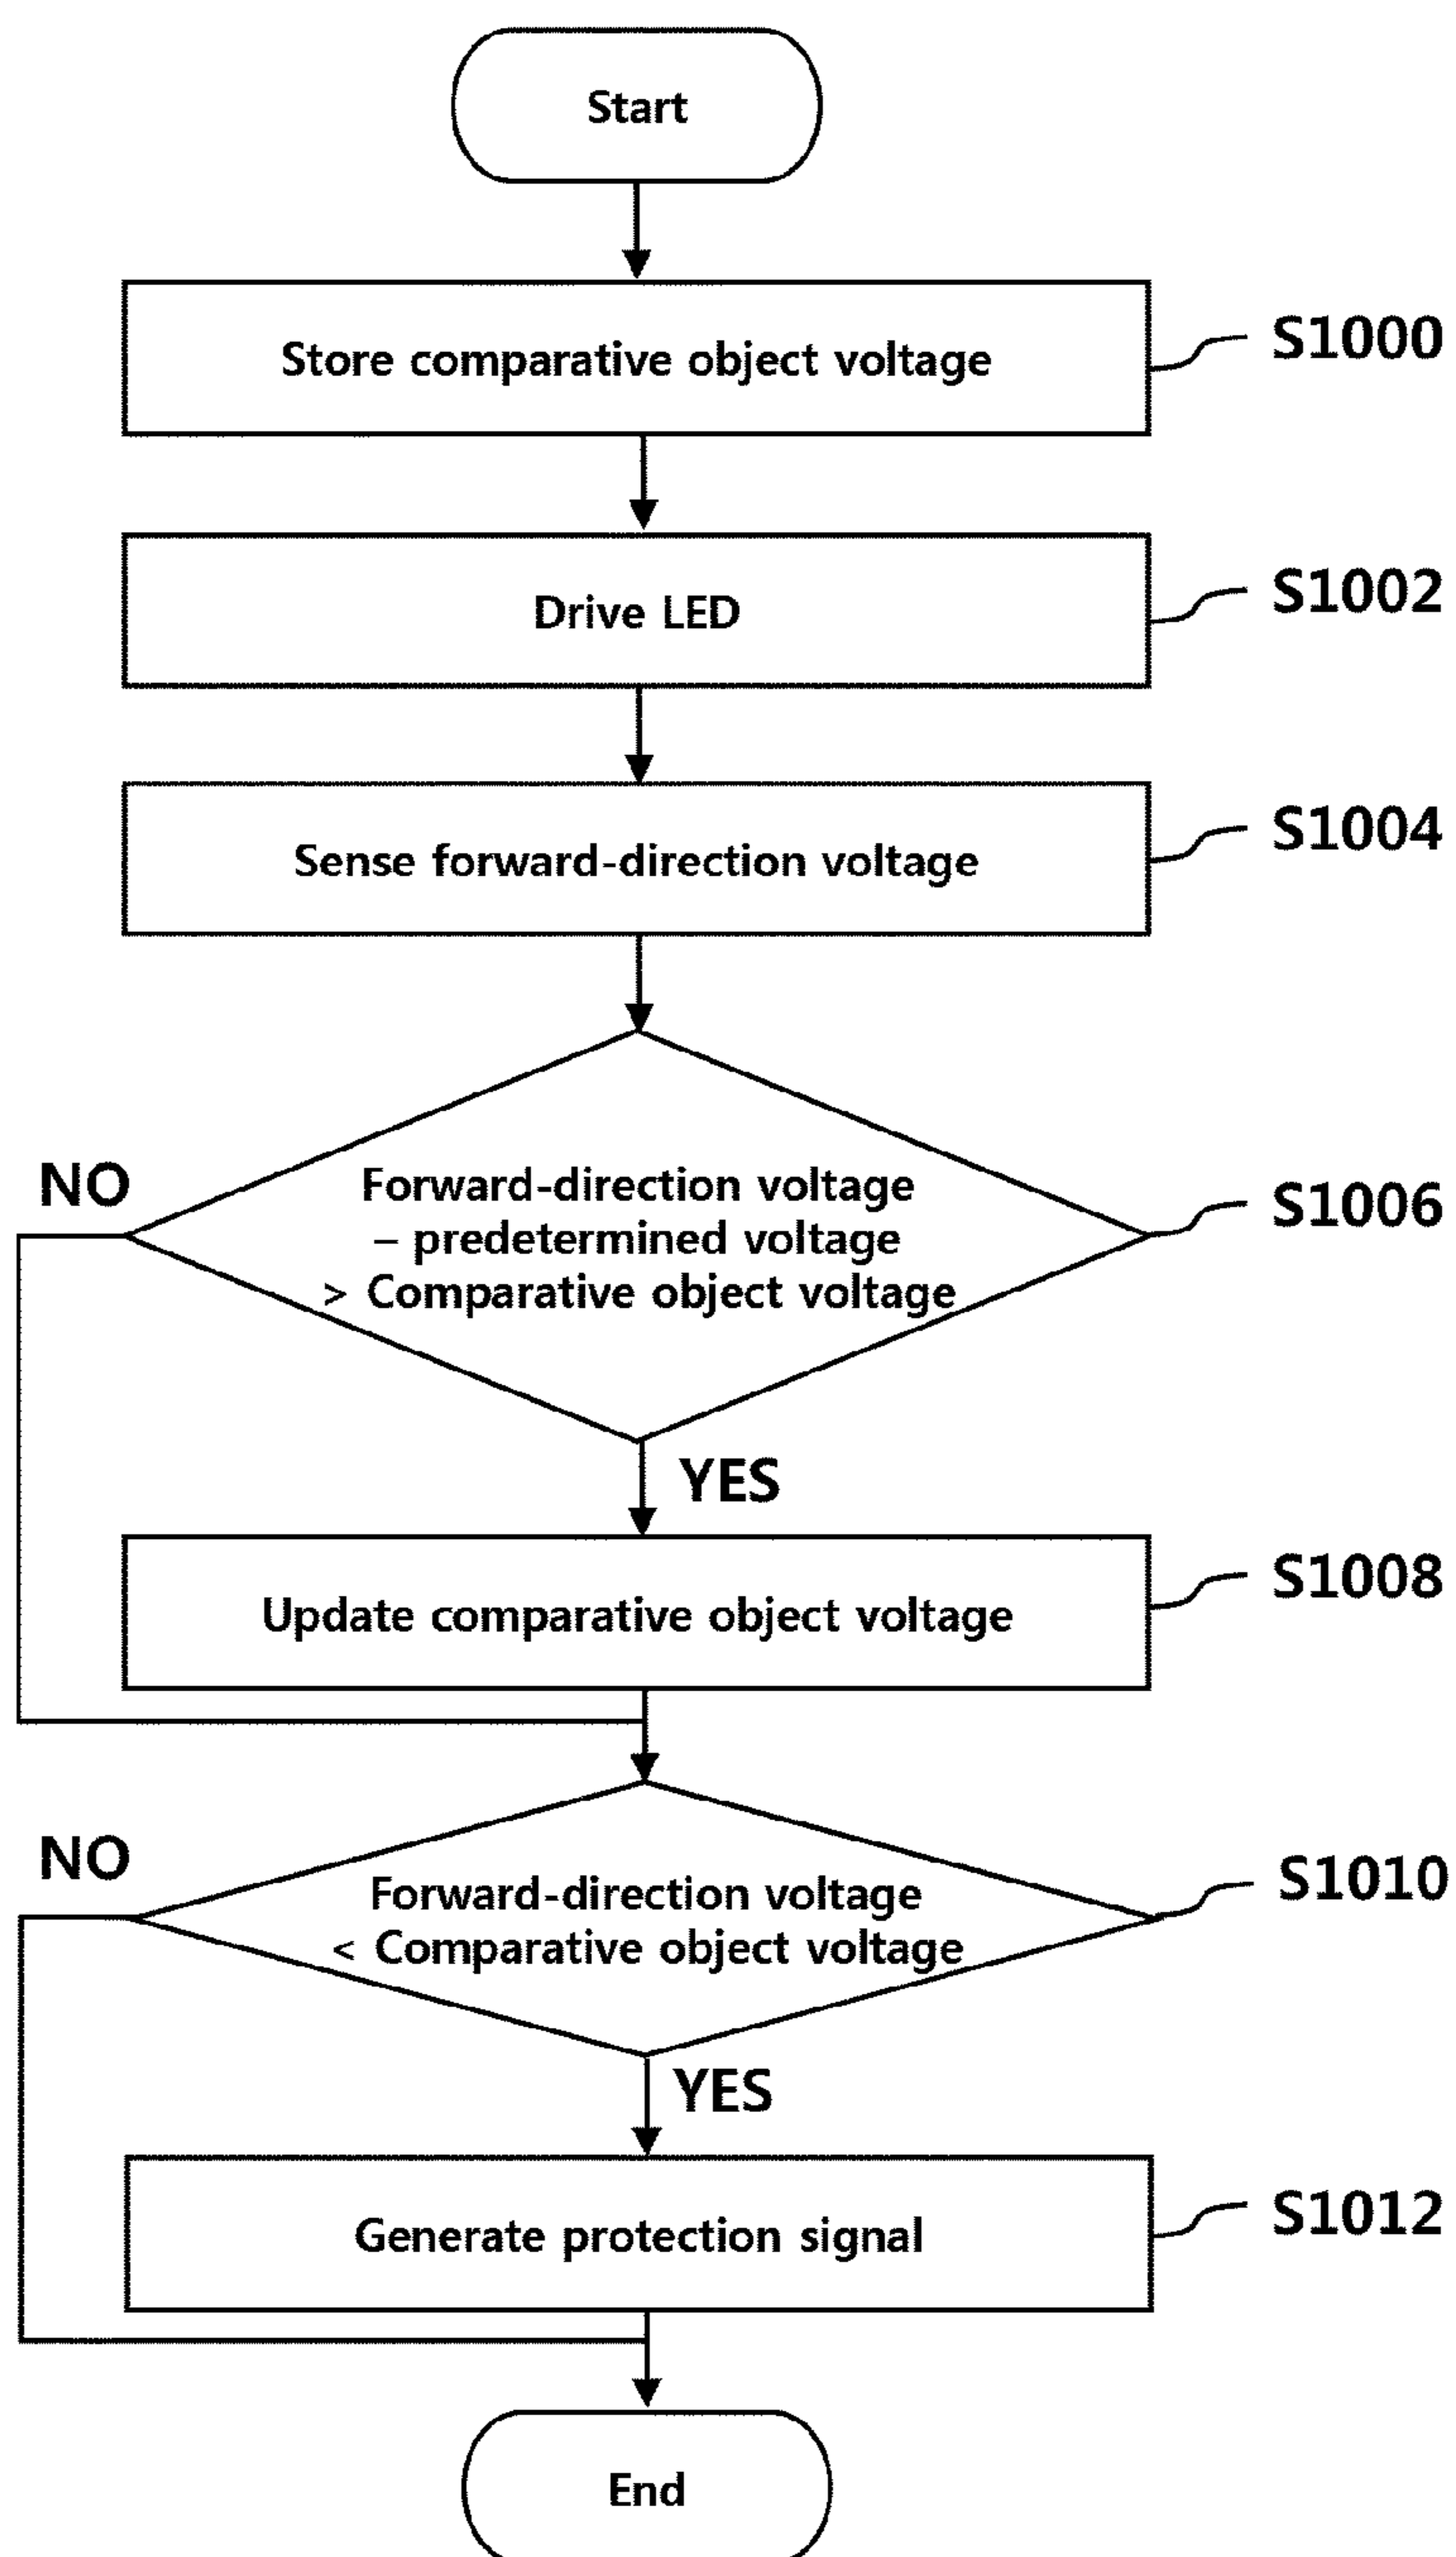 Start
Store comparative object voltage
S1000
Drive LED
S1002
Sense forward-direction voltage
S1004
NO
Forward-direction voltage
– predetermined voltage
> Comparative object voltage
S1006
YES
Update comparative object voltage
S1008
NO
Forward-direction voltage
< Comparative object voltage
S1010
YES
Generate protection signal
S1012
End